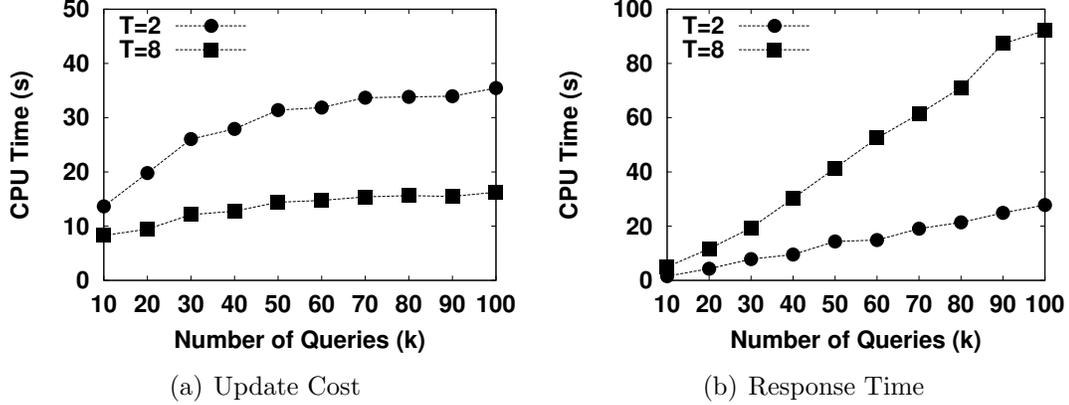 50
40
30
20
10
0
CPU Time (s)
T=2
T=8
10 20 30 40 50 60 70 80 90 100
Number of Queries (k)
(a) Update Cost
100
80
60
40
20
0
CPU Time (s)
T=2
T=8
10 20 30 40 50 60 70 80 90 100
Number of Queries (k)
(b) Response Time